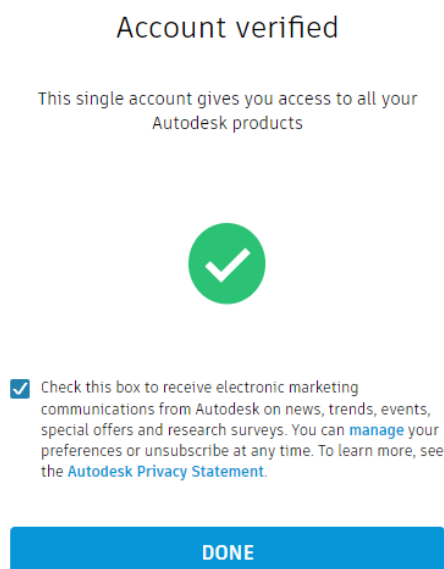 Account verified
This single account gives you access to all your
Autodesk products
Check this box to receive electronic marketing
communications from Autodesk on news, trends, events,
special offers and research surveys. You can manage your
preferences or unsubscribe at any time. To learn more, see
the Autodesk Privacy Statement.
DONE